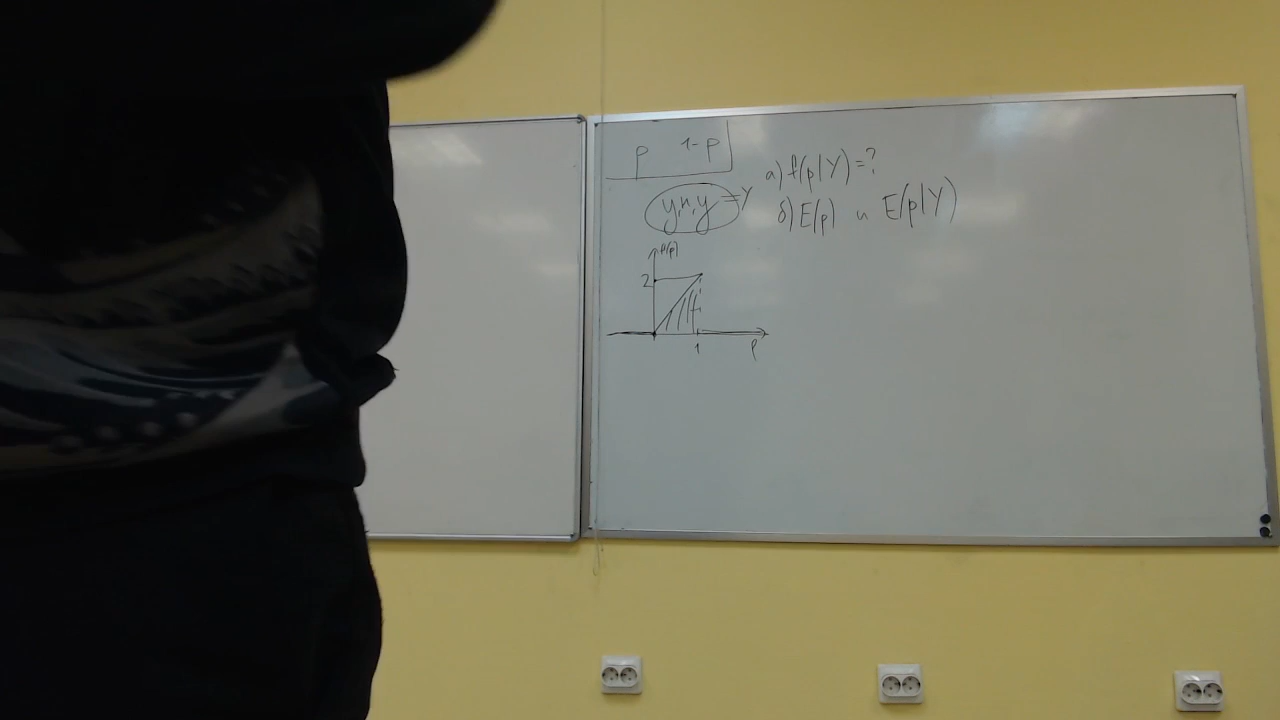 p 1-p
у,н,у = Y
а) f(p|Y)=?
б) E(p) и E(p|Y)
2
1
p